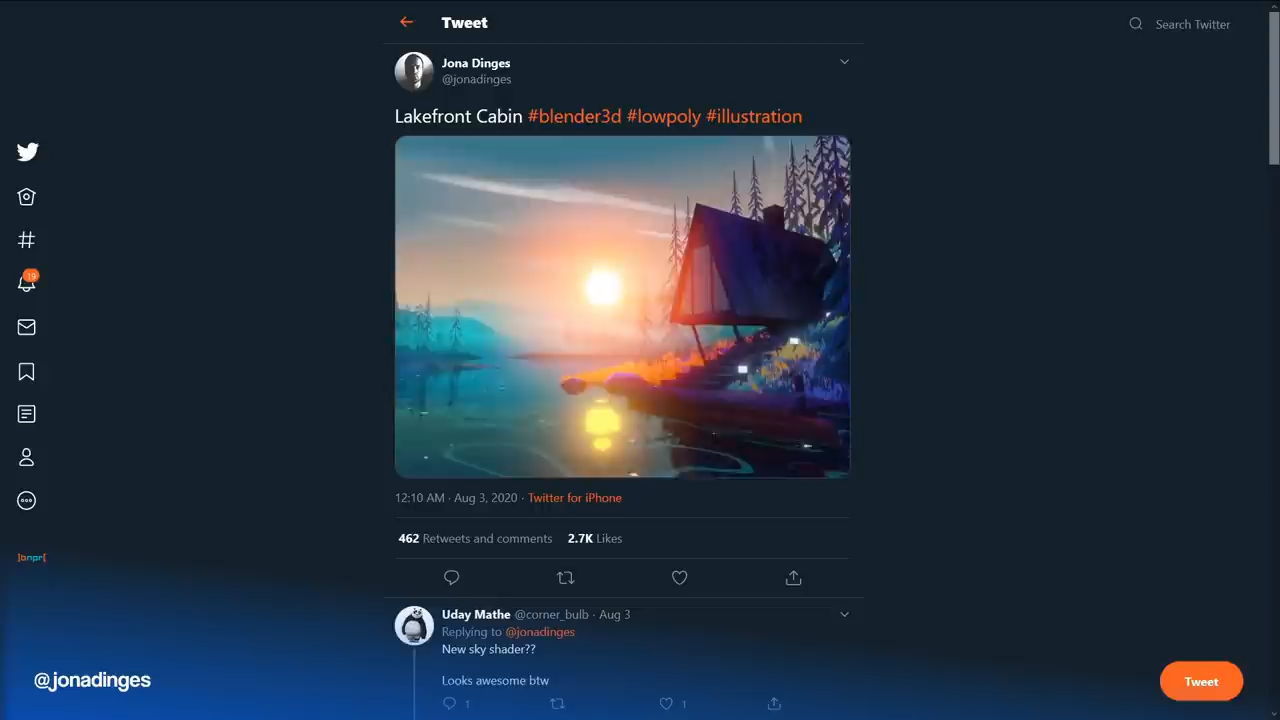 Tweet
Search Twitter
Jona Dinges
@jonadinges
Lakefront Cabin #blender3d #lowpoly #illustration
19
12:10 AM · Aug 3, 2020 · Twitter for iPhone
462 Retweets and comments 2.7K Likes
]bnpr[
Uday Mathe @corner_bulb · Aug 3
Replying to @jonadinges
New sky shader??
Looks awesome btw
1 1
@jonadinges
Tweet